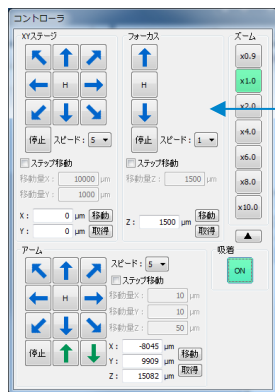 コントローラ
XYステージ
H
停止 スピード: 5
ステップ移動
移動量X: 10000 μm
移動量Y: 1000 μm
X: 0 μm 移動
Y: 0 μm 取得
フォーカス
H
停止 スピード: 1
ステップ移動
移動量Z: 1500 μm
Z: 1500 μm 移動
取得
ズーム
x0.9
x1.0
x2.0
x4.0
x6.0
x8.0
x10.0
アーム
H
停止
スピード: 5
ステップ移動
移動量X: 10 μm
移動量Y: 10 μm
移動量Z: 50 μm
X: -8045 μm
Y: 9909 μm
Z: 15082 μm
移動
取得
吸着
ON